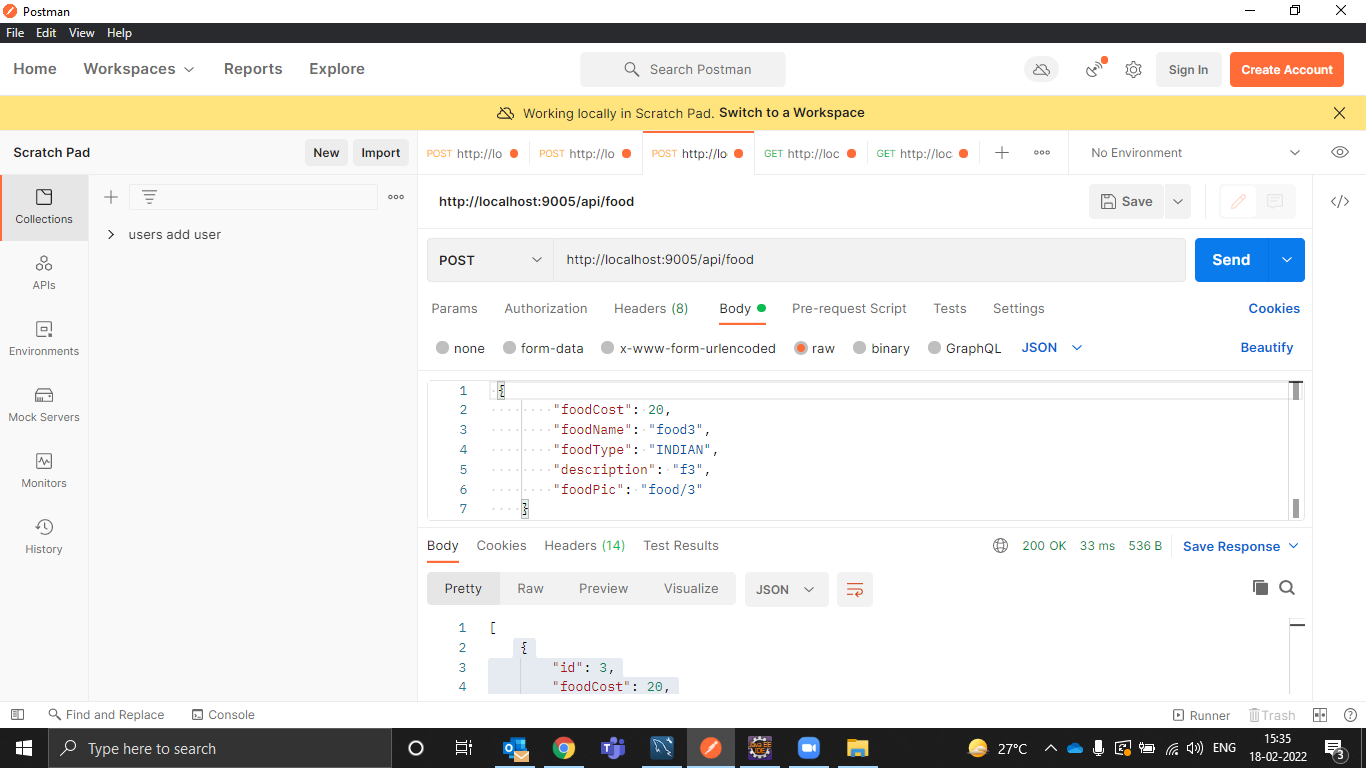 Postman
File Edit View Help
Home Workspaces Reports Explore Search Postman Sign In Create Account
Working locally in Scratch Pad. Switch to a Workspace
Scratch Pad New Import POST http://lo POST http://lo POST http://lo GET http://loc GET http://loc No Environment
Collections
APIs
Environments
Mock Servers
Monitors
History
users add user
http://localhost:9005/api/food Save
POST http://localhost:9005/api/food Send
Params Authorization Headers (8) Body Pre-request Script Tests Settings Cookies
none form-data x-www-form-urlencoded raw binary GraphQL JSON Beautify
1 {
2 "foodCost": 20,
3 "foodName": "food3",
4 "foodType": "INDIAN",
5 "description": "f3",
6 "foodPic": "food/3"
7 }
Body Cookies Headers (14) Test Results 200 OK 33 ms 536 B Save Response
Pretty Raw Preview Visualize JSON
1 [
2 {
3 "id": 3,
4 "foodCost": 20,
Find and Replace Console Runner Trash
Type here to search 27°C ENG 15:35
18-02-2022 3